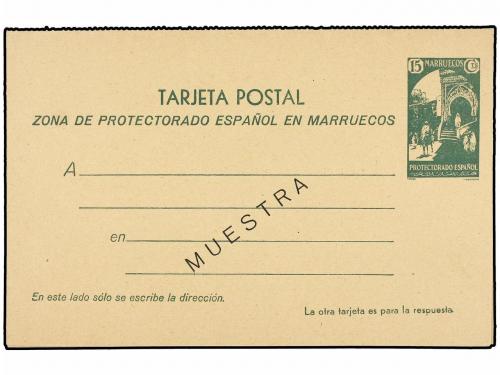 15 MARRUECOS Cts
PROTECTORADO ESPAÑOL
TARJETA POSTAL
ZONA DE PROTECTORADO ESPAÑOL EN MARRUECOS
A
en
MUESTRA
En este lado sólo se escribe la dirección.
La otra tarjeta es para la respuesta.